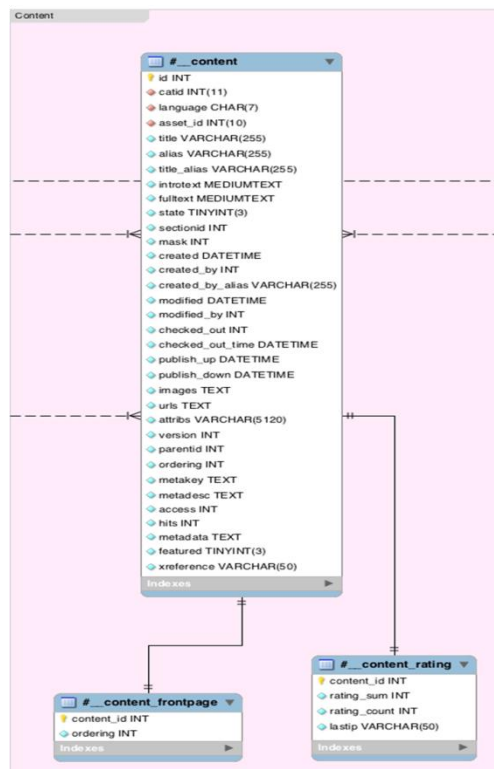 Content
#__content
id INT
catid INT(11)
language CHAR(7)
asset_id INT(10)
title VARCHAR(255)
alias VARCHAR(255)
title_alias VARCHAR(255)
introtext MEDIUMTEXT
fulltext MEDIUMTEXT
state TINYINT(3)
sectionid INT
mask INT
created DATETIME
created_by INT
created_by_alias VARCHAR(255)
modified DATETIME
modified_by INT
checked_out INT
checked_out_time DATETIME
publish_up DATETIME
publish_down DATETIME
images TEXT
urls TEXT
attribs VARCHAR(5120)
version INT
parentid INT
ordering INT
metakey TEXT
metadesc TEXT
access INT
hits INT
metadata TEXT
featured TINYINT(3)
xreference VARCHAR(50)
Indexes
#__content_frontpage
content_id INT
ordering INT
Indexes
#__content_rating
content_id INT
rating_sum INT
rating_count INT
lastip VARCHAR(50)
Indexes